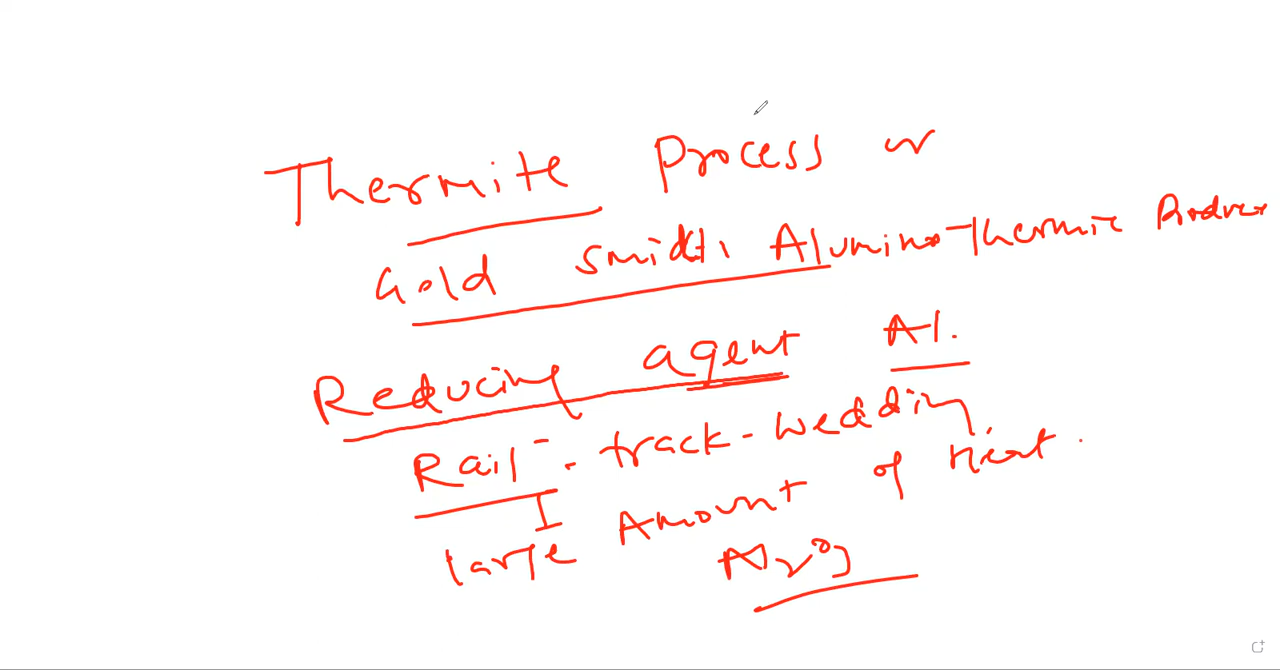 Thermite Process or
Gold smidth Alumino-Thermic
Reducing agent Al.
Rail-track-wedding
large Amount of Heat.
Al2O3